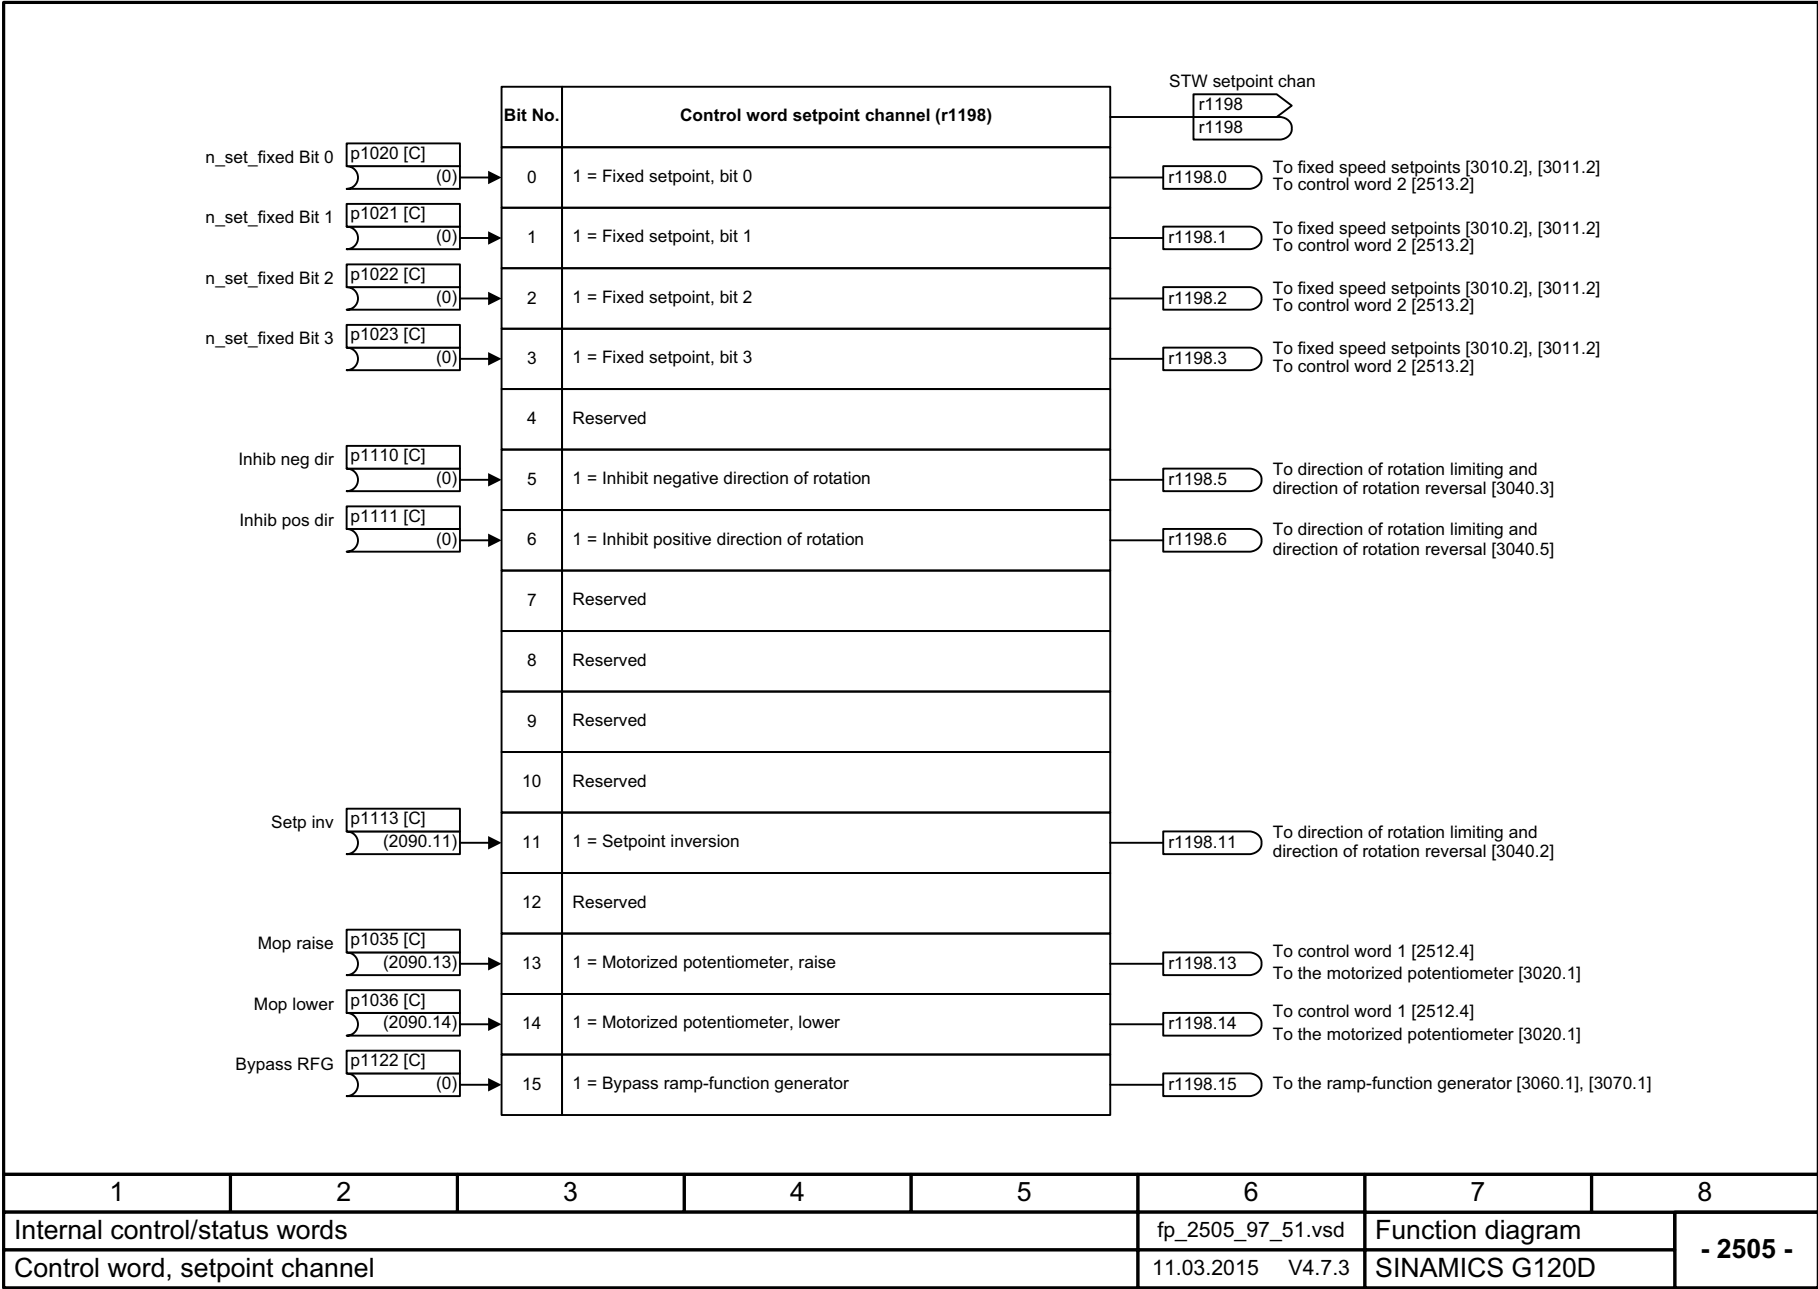 STW setpoint chan
Bit No. Control word setpoint channel (r1198) r1198
r1198
n_set_fixed Bit 0 p1020 [C]
(0) 0 1 = Fixed setpoint, bit 0 r1198.0 To fixed speed setpoints [3010.2], [3011.2]
To control word 2 [2513.2]
n_set_fixed Bit 1 p1021 [C]
(0) 1 1 = Fixed setpoint, bit 1 r1198.1 To fixed speed setpoints [3010.2], [3011.2]
To control word 2 [2513.2]
n_set_fixed Bit 2 p1022 [C]
(0) 2 1 = Fixed setpoint, bit 2 r1198.2 To fixed speed setpoints [3010.2], [3011.2]
To control word 2 [2513.2]
n_set_fixed Bit 3 p1023 [C]
(0) 3 1 = Fixed setpoint, bit 3 r1198.3 To fixed speed setpoints [3010.2], [3011.2]
To control word 2 [2513.2]
4 Reserved
Inhib neg dir p1110 [C]
(0) 5 1 = Inhibit negative direction of rotation r1198.5 To direction of rotation limiting and
direction of rotation reversal [3040.3]
Inhib pos dir p1111 [C]
(0) 6 1 = Inhibit positive direction of rotation r1198.6 To direction of rotation limiting and
direction of rotation reversal [3040.5]
7 Reserved
8 Reserved
9 Reserved
10 Reserved
Setp inv p1113 [C]
(2090.11) 11 1 = Setpoint inversion r1198.11 To direction of rotation limiting and
direction of rotation reversal [3040.2]
12 Reserved
Mop raise p1035 [C]
(2090.13) 13 1 = Motorized potentiometer, raise r1198.13 To control word 1 [2512.4]
To the motorized potentiometer [3020.1]
Mop lower p1036 [C]
(2090.14) 14 1 = Motorized potentiometer, lower r1198.14 To control word 1 [2512.4]
To the motorized potentiometer [3020.1]
Bypass RFG p1122 [C]
(0) 15 1 = Bypass ramp-function generator r1198.15 To the ramp-function generator [3060.1], [3070.1]
1 2 3 4 5 6 7 8
Internal control/status words fp_2505_97_51.vsd Function diagram - 2505 -
Control word, setpoint channel 11.03.2015 V4.7.3 SINAMICS G120D